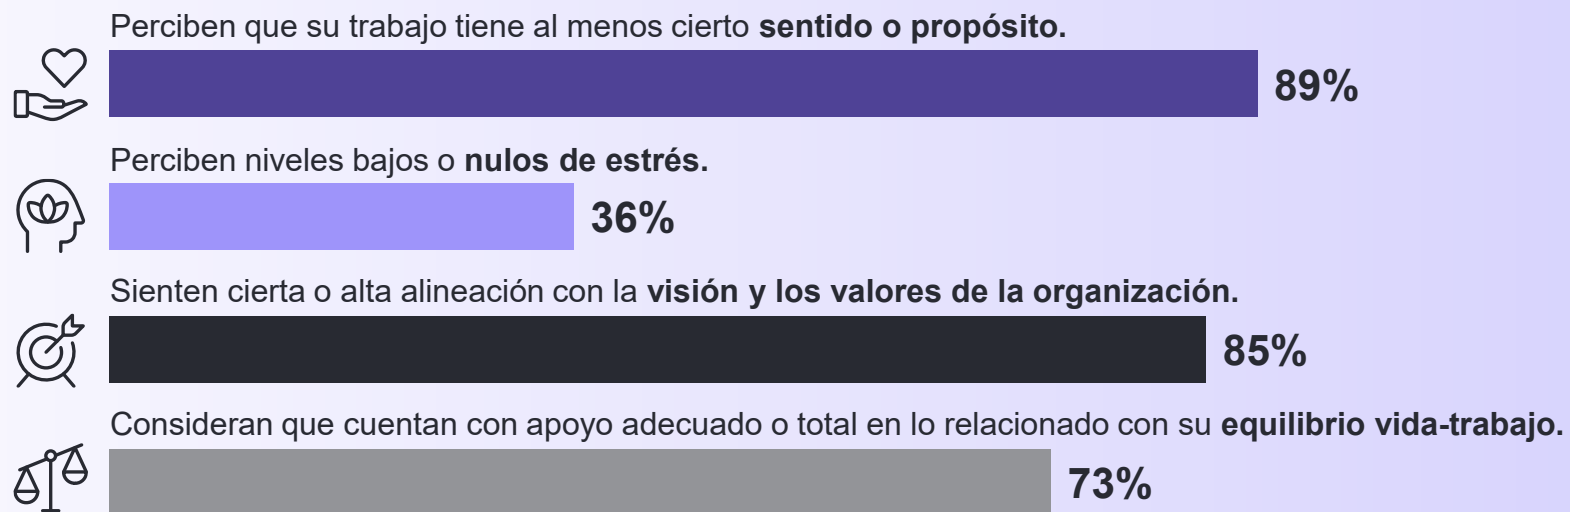 Perciben que su trabajo tiene al menos cierto sentido o propósito.
89%
Perciben niveles bajos o nulos de estrés.
36%
Sienten cierta o alta alineación con la visión y los valores de la organización.
85%
Consideran que cuentan con apoyo adecuado o total en lo relacionado con su equilibrio vida-trabajo.
73%